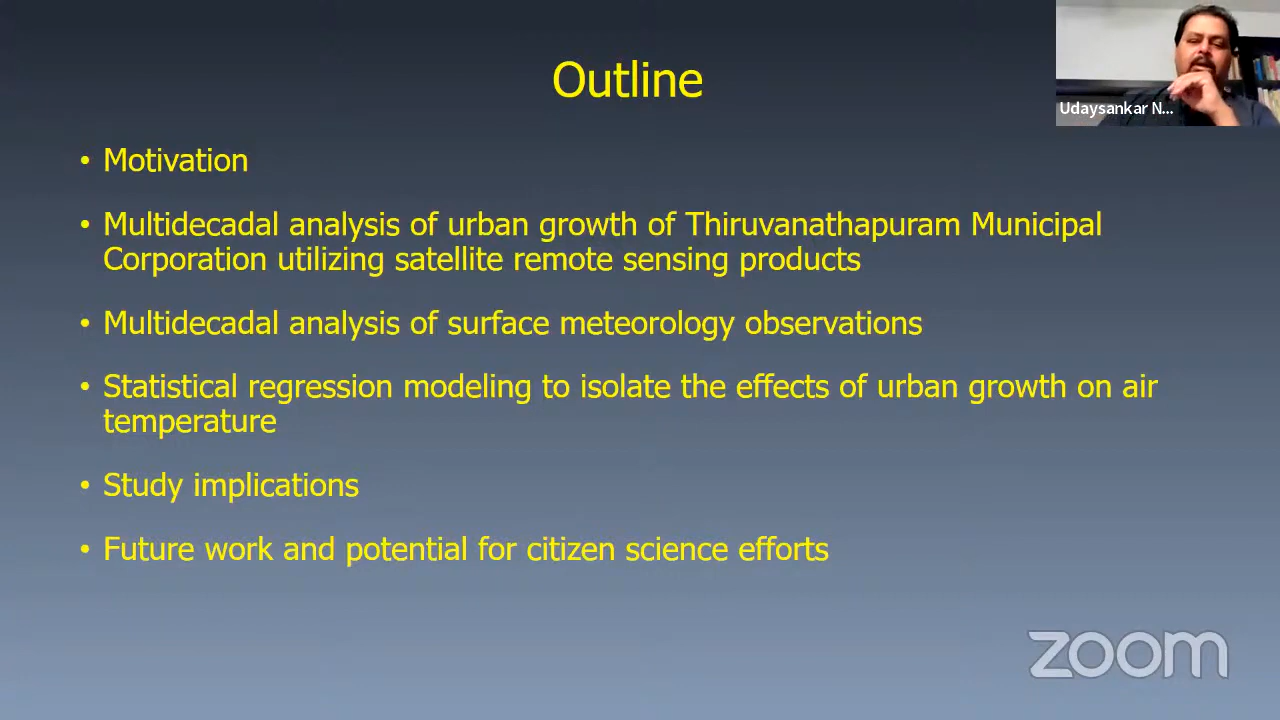 Outline
Udaysankar N...
• Motivation
• Multidecadal analysis of urban growth of Thiruvanathapuram Municipal
Corporation utilizing satellite remote sensing products
• Multidecadal analysis of surface meteorology observations
• Statistical regression modeling to isolate the effects of urban growth on air
temperature
• Study implications
• Future work and potential for citizen science efforts
zoom